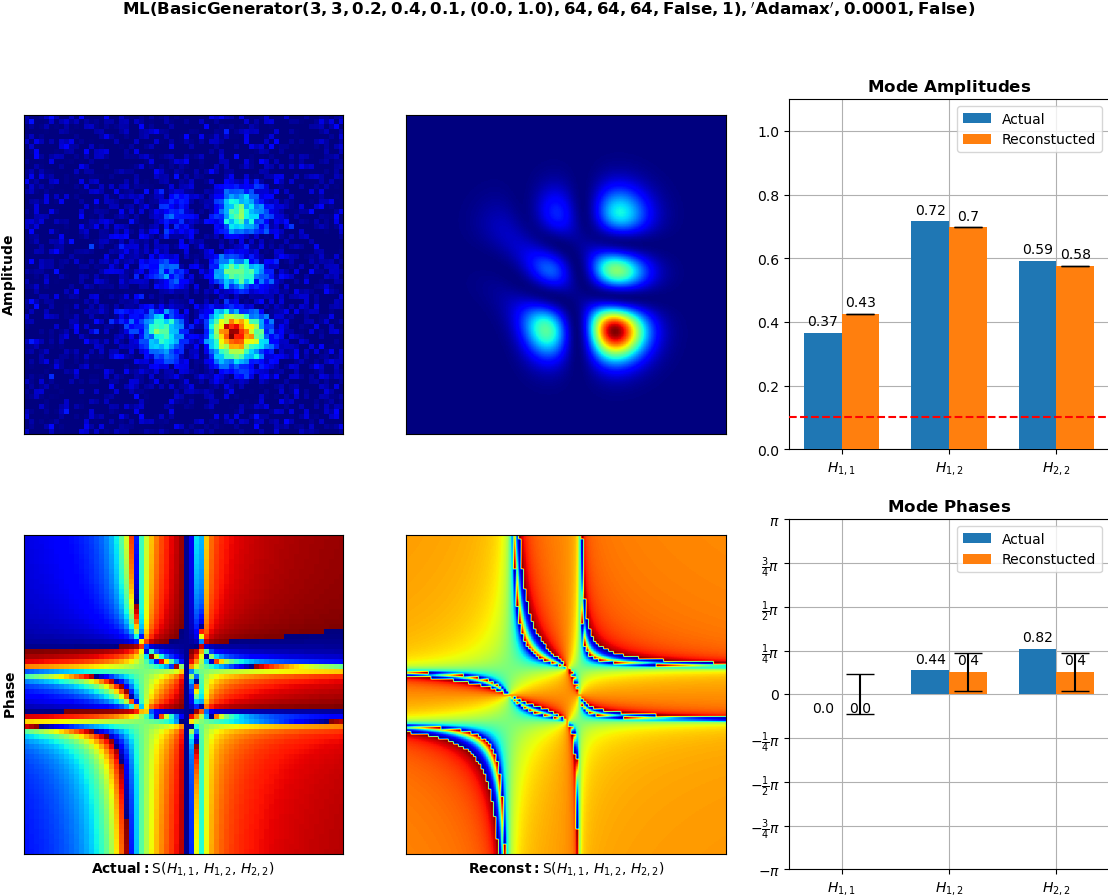 ML(BasicGenerator(3, 3, 0.2, 0.4, 0.1, (0.0, 1.0), 64, 64, 64, False, 1), ′Adamax′, 0.0001, False)
Amplitude
Mode Amplitudes
Actual
Reconstucted
1.0
0.8
0.6
0.4
0.2
0.0
0.37
0.43
0.72
0.7
0.59
0.58
H1,1
H1,2
H2,2
Phase
Actual: S(H1,1, H1,2, H2,2)
Reconst: S(H1,1, H1,2, H2,2)
Mode Phases
Actual
Reconstucted
π
3/4π
1/2π
1/4π
0
−1/4π
−1/2π
−3/4π
−π
0.0
0.0
0.44
0.4
0.82
0.4
H1,1
H1,2
H2,2